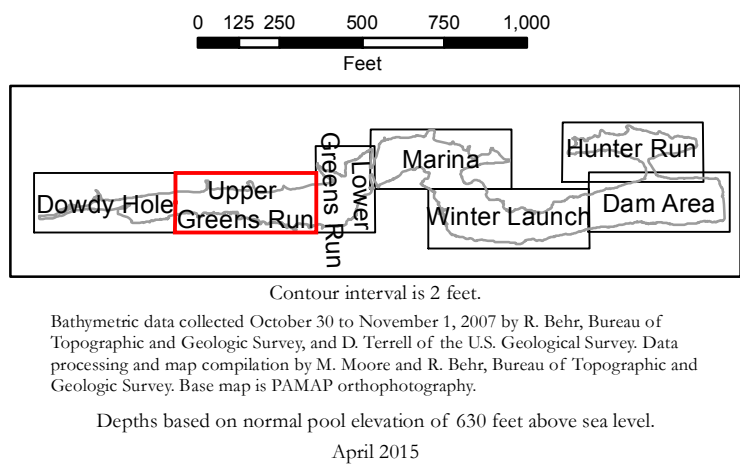 0 125 250 500 750 1,000
Feet
Dowdy Hole
Upper
Greens Run
Lower
Greens Run
Marina
Winter Launch
Hunter Run
Dam Area
Contour interval is 2 feet.
Bathymetric data collected October 30 to November 1, 2007 by R. Behr, Bureau of
Topographic and Geologic Survey, and D. Terrell of the U.S. Geological Survey. Data
processing and map compilation by M. Moore and R. Behr, Bureau of Topographic and
Geologic Survey. Base map is PAMAP orthophotography.
Depths based on normal pool elevation of 630 feet above sea level.
April 2015